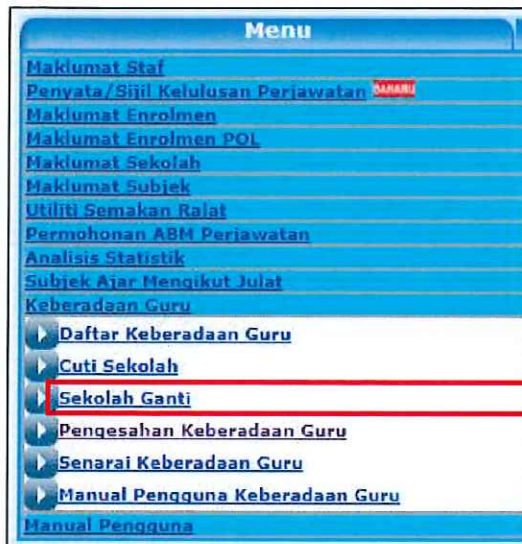 Menu
Maklumat Staf
Penyata/Sijil Kelulusan Perjawatan BAHARU
Maklumat Enrolmen
Maklumat Enrolmen POL
Maklumat Sekolah
Maklumat Subjek
Utiliti Semakan Ralat
Permohonan ABM Perjawatan
Analisis Statistik
Subjek Ajar Mengikut Julat
Keberadaan Guru
Daftar Keberadaan Guru
Cuti Sekolah
Sekolah Ganti
Pengesahan Keberadaan Guru
Senarai Keberadaan Guru
Manual Pengguna Keberadaan Guru
Manual Pengguna